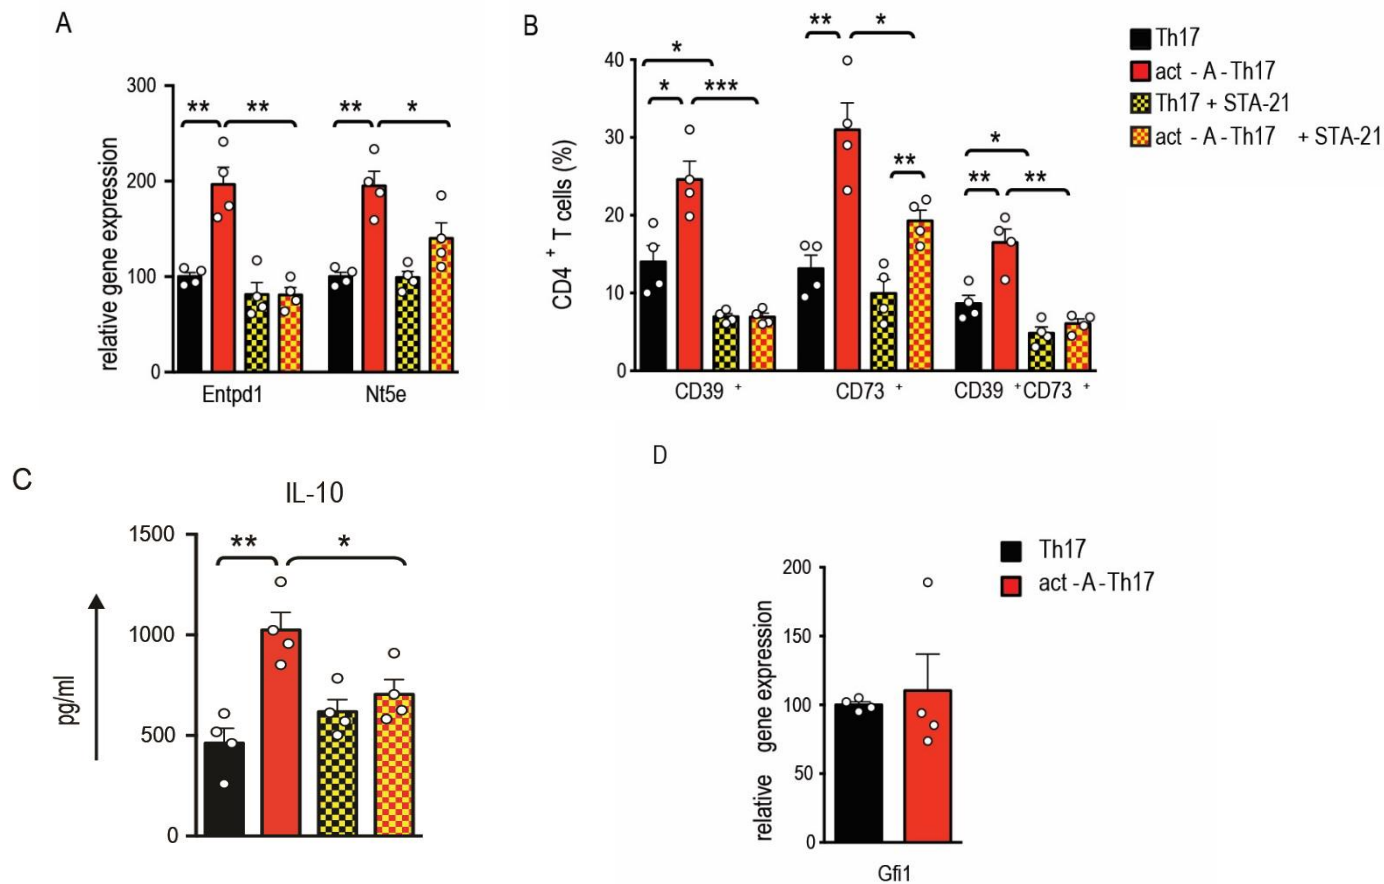 A
relative gene expression
300
200
100
0
** ** ** *
Entpd1 Nt5e
B
CD4 + T cells (%)
40
30
20
10
0
* * *** ** * ** * ** **
CD39 + CD73 + CD39 + CD73 +
Th17
act - A - Th17
Th17 + STA-21
act - A - Th17 + STA-21
C
IL-10
pg/ml
1500
1000
500
0
** *
D
relative gene expression
200
150
100
50
0
Gfi1
Th17
act - A - Th17